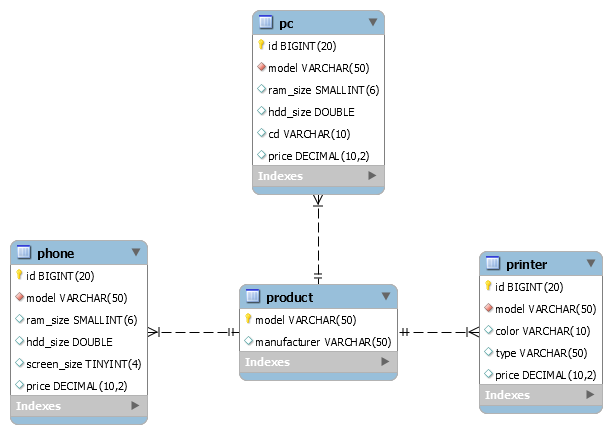 pc
id BIGINT(20)
model VARCHAR(50)
ram_size SMALLINT(6)
hdd_size DOUBLE
cd VARCHAR(10)
price DECIMAL(10,2)
Indexes
phone
id BIGINT(20)
model VARCHAR(50)
ram_size SMALLINT(6)
hdd_size DOUBLE
screen_size TINYINT(4)
price DECIMAL(10,2)
Indexes
product
model VARCHAR(50)
manufacturer VARCHAR(50)
Indexes
printer
id BIGINT(20)
model VARCHAR(50)
color VARCHAR(10)
type VARCHAR(50)
price DECIMAL(10,2)
Indexes